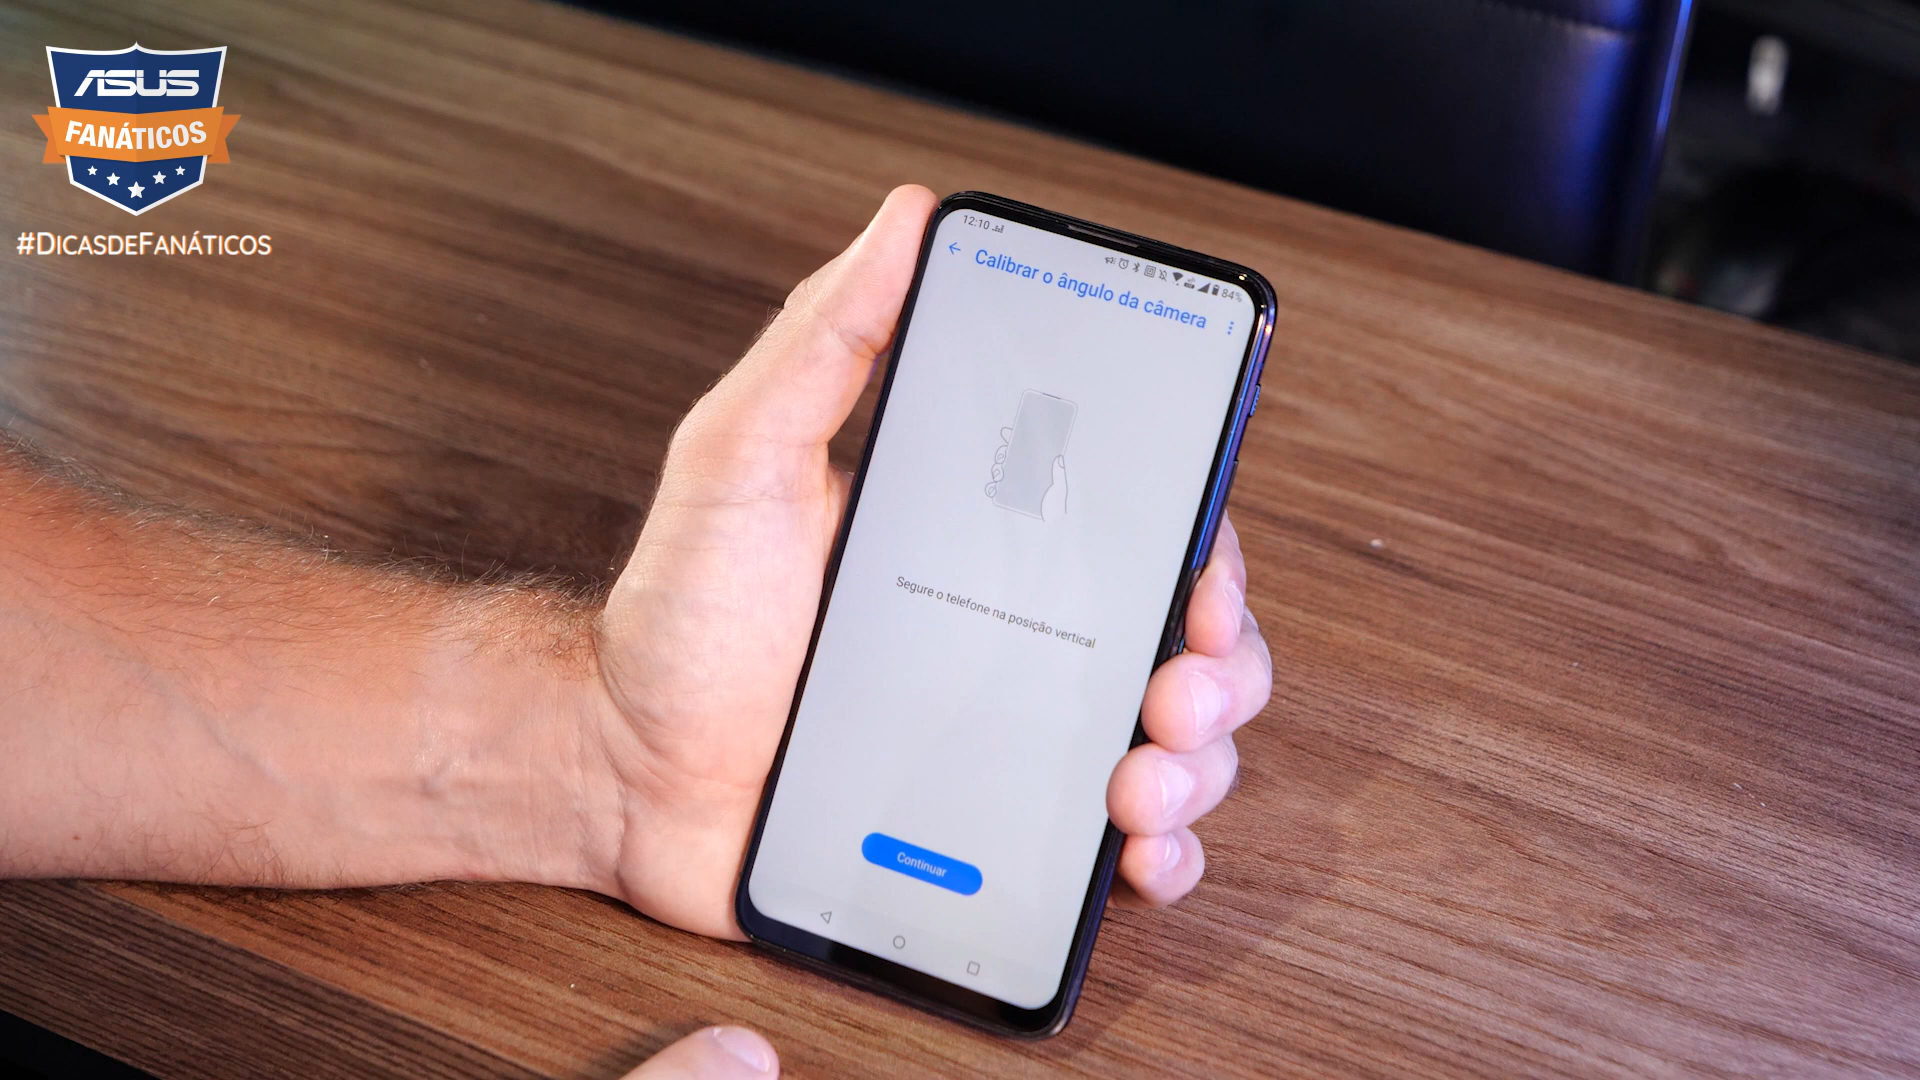 ASUS
FANÁTICOS
#DICASDEFANÁTICOS
12:10
84%
Calibrar o ângulo da câmera
Segure o telefone na posição vertical
Continuar